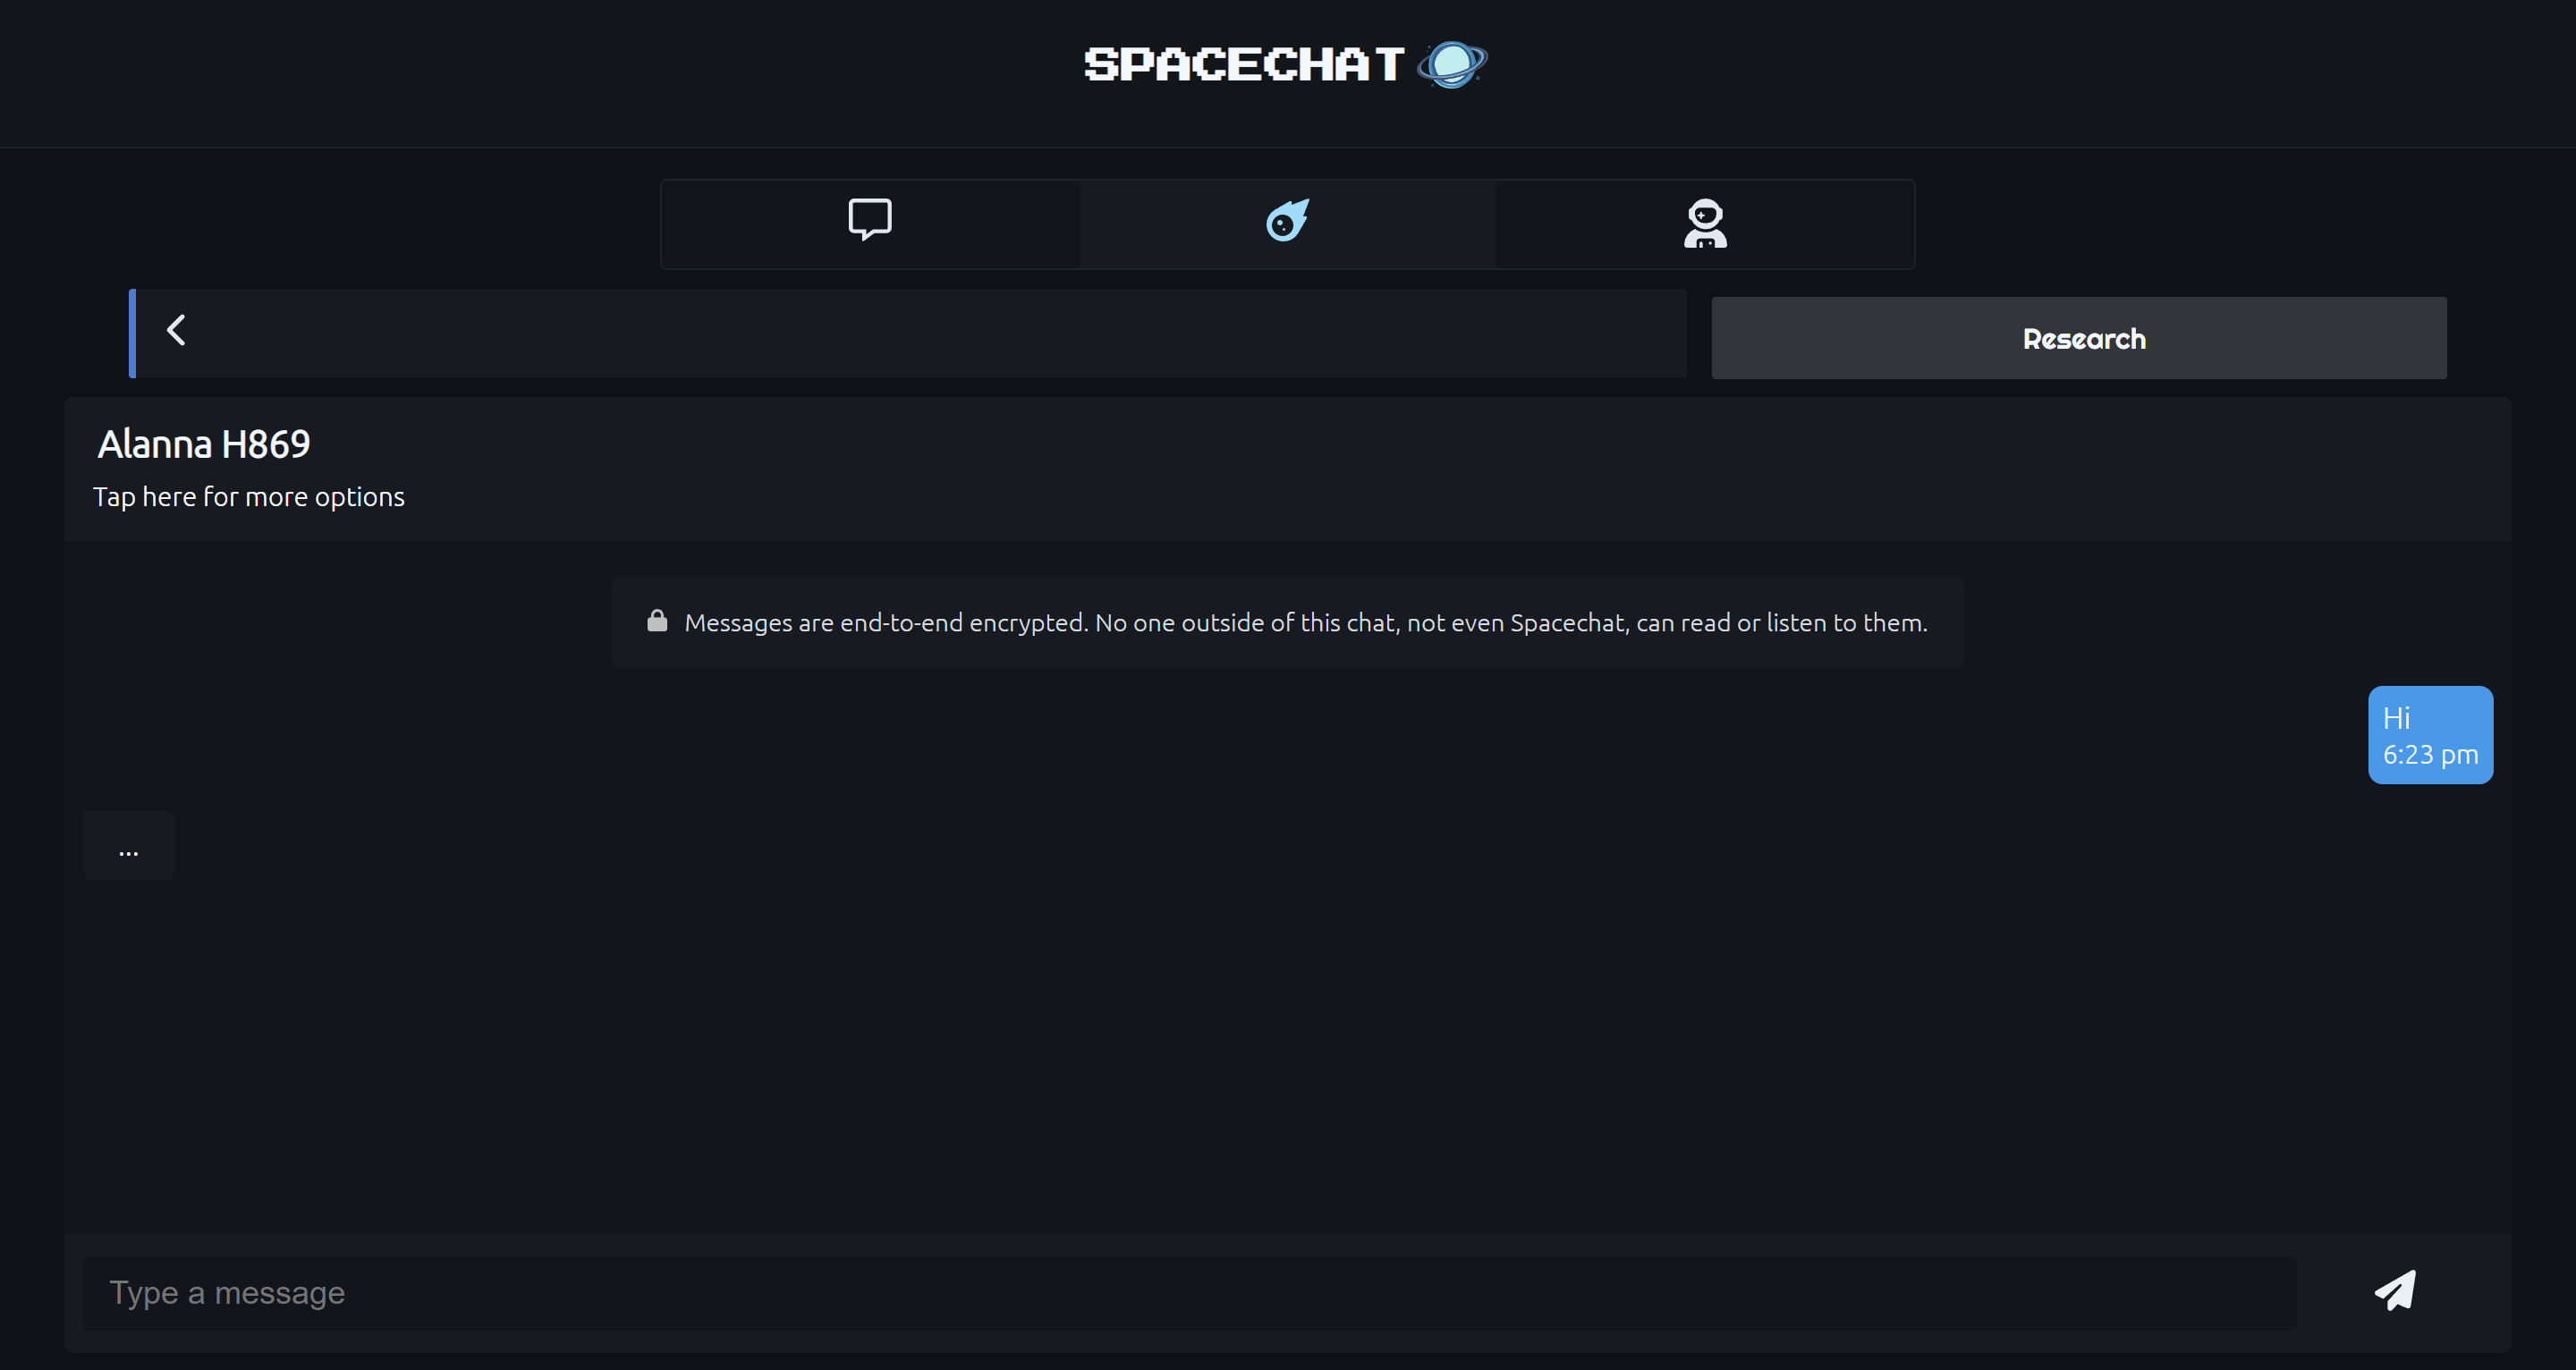 SPACECHAT
Research
Alanna H869
Tap here for more options
Messages are end-to-end encrypted. No one outside of this chat, not even Spacechat, can read or listen to them.
Hi
6:23 pm
...
Type a message